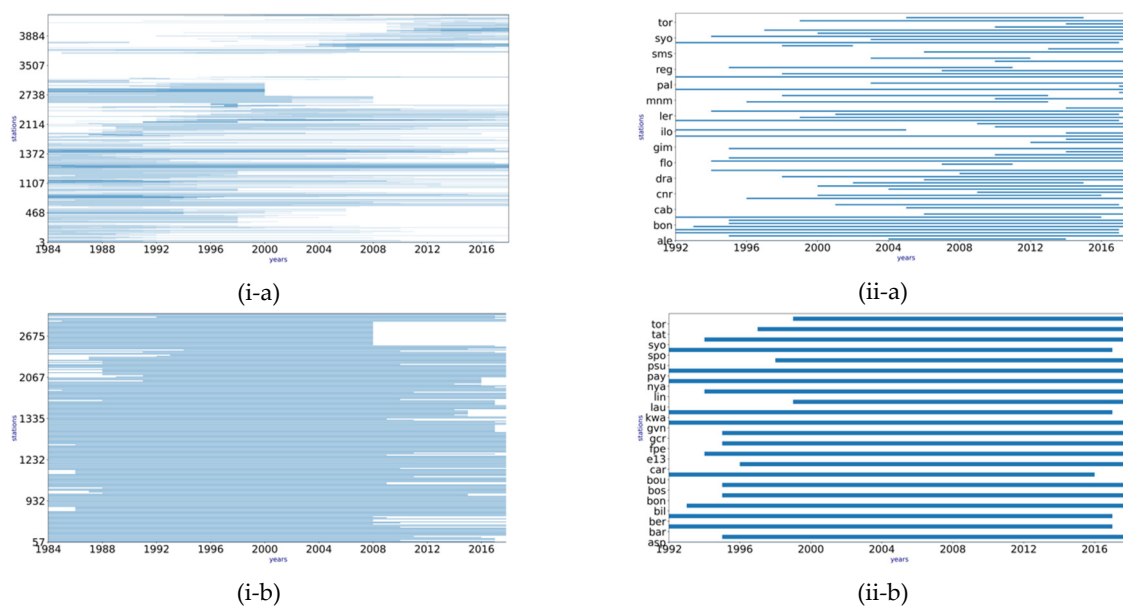 3884
3507
2738
2114
1372
1107
468
3
stations
1984 1988 1992 1996 2000 2004 2008 2012 2016
years
(i-a)
tor
syo
sms
reg
pal
mnm
ler
ilo
gim
flo
dra
cnr
cab
bon
ale
stations
1992 1996 2000 2004 2008 2012 2016
years
(ii-a)
2675
2067
1335
1232
932
57
stations
1984 1988 1992 1996 2000 2004 2008 2012 2016
years
(i-b)
tor
tat
syo
spo
psu
pay
nya
lin
lau
kwa
gvn
gcr
fpe
e13
car
bou
bos
bon
bil
ber
bar
asp
stations
1992 1996 2000 2004 2008 2012 2016
years
(ii-b)